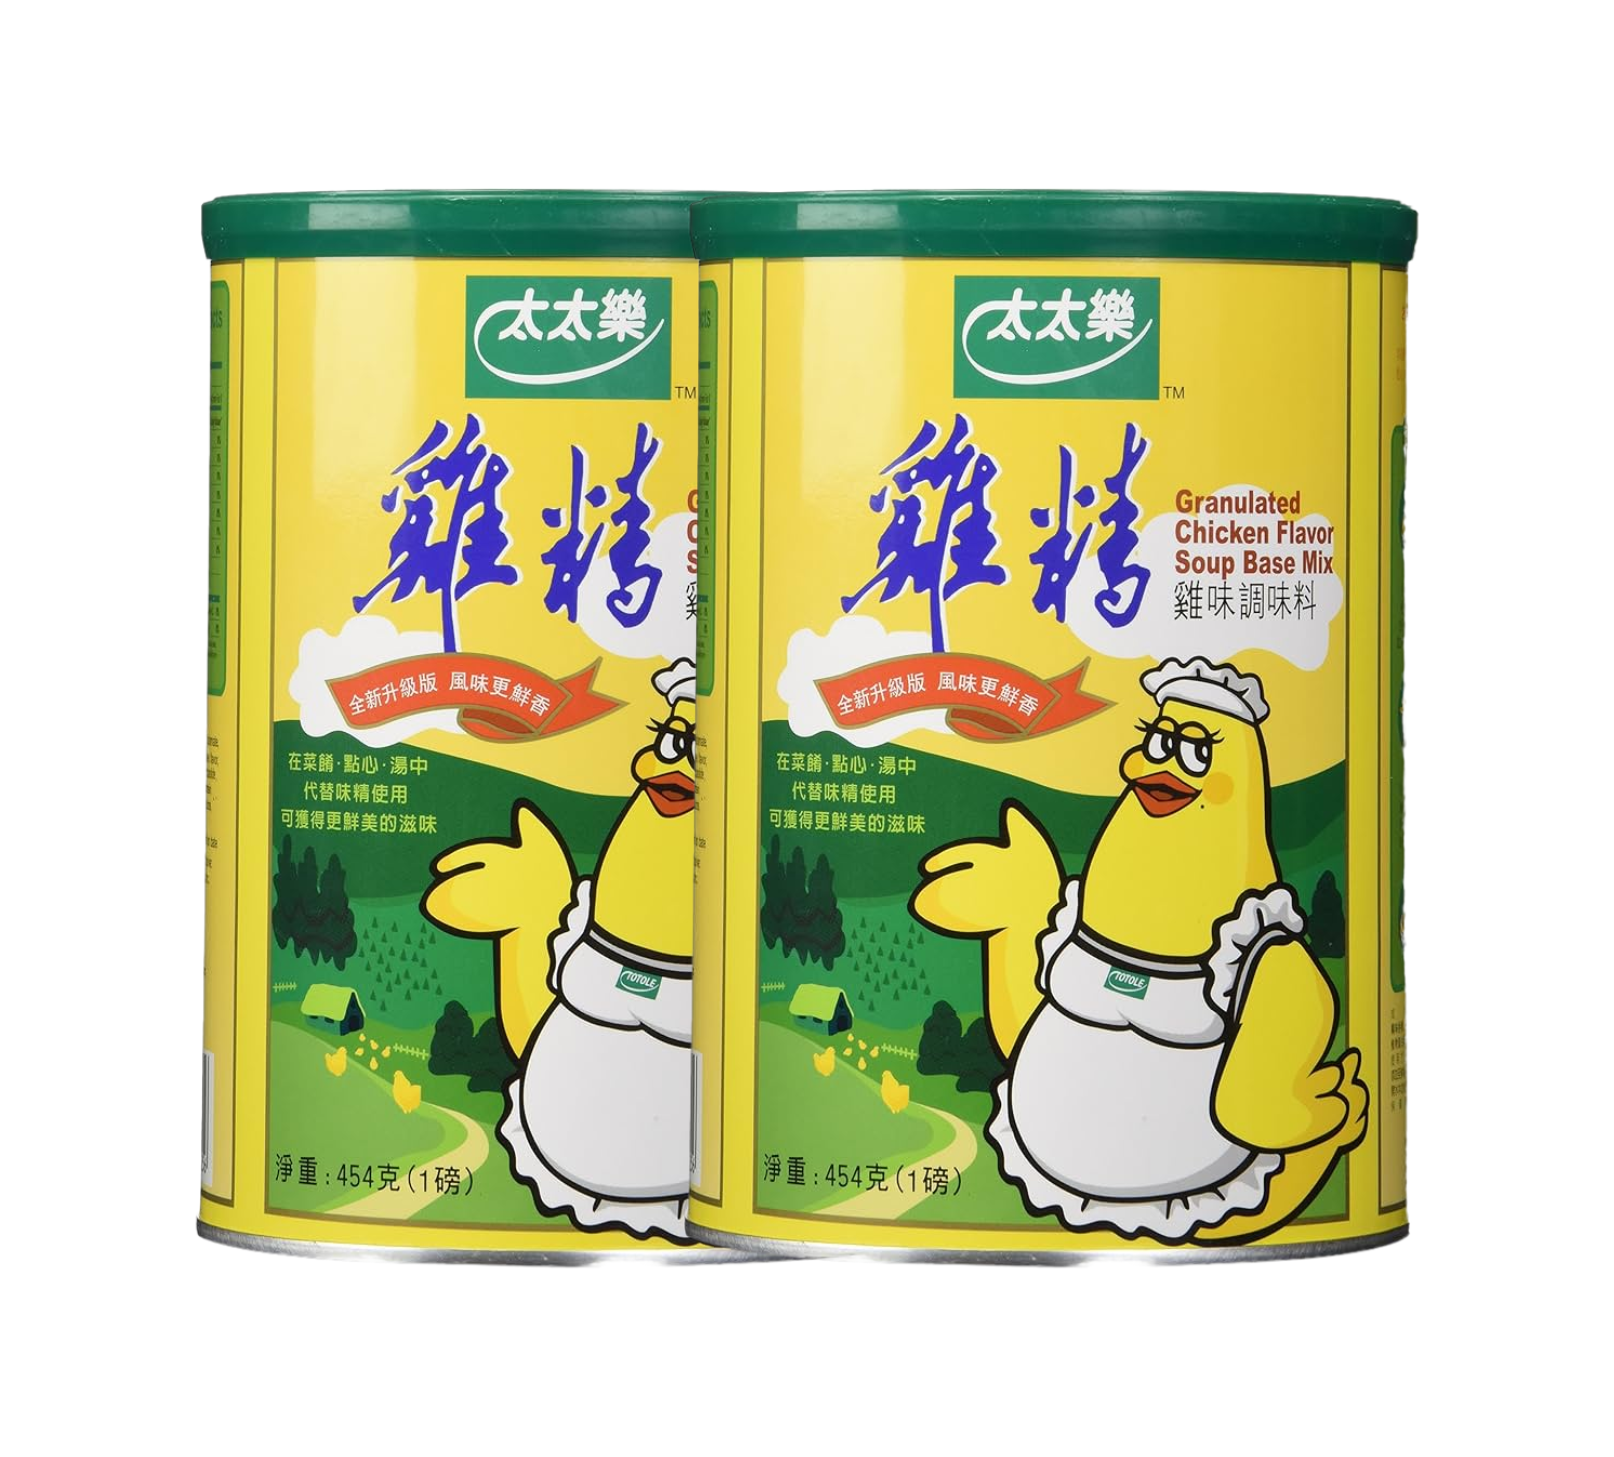 太太樂
TM
雞精
雞
全新升級版 風味更鮮香
在菜餚·點心·湯中
代替味精使用
可獲得更鮮美的滋味
TOTOLE
淨重:454克(1磅)
太太樂
TM
雞精
Granulated
Chicken Flavor
Soup Base Mix
雞味調味料
全新升級版 風味更鮮香
在菜餚·點心·湯中
代替味精使用
可獲得更鮮美的滋味
TOTOLE
淨重:454克(1磅)